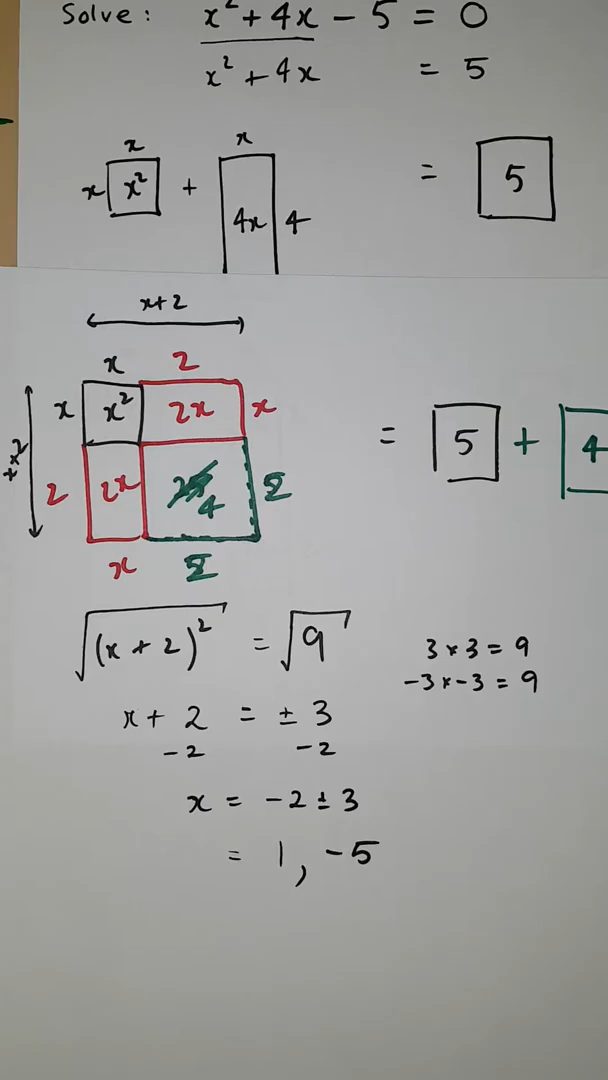 Solve : x² + 4x - 5 = 0
x² + 4x = 5
x x
x x² + 4x 4 = 5
x+2
x 2
x x² 2x x = 5 + 4
x+2
2 2x 4 2
x 2
√(x + 2)² = √9
3 × 3 = 9
-3 × -3 = 9
x + 2 = ± 3
-2 -2
x = -2 ± 3
= 1, -5